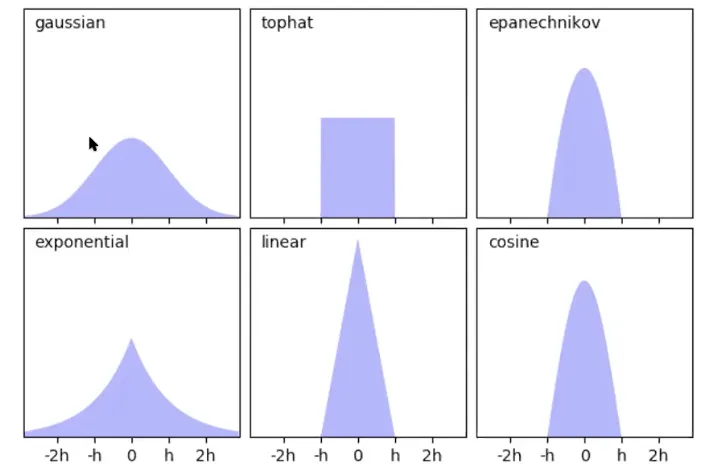 gaussian
tophat
epanechnikov
exponential
linear
cosine
-2h -h 0 h 2h
-2h -h 0 h 2h
-2h -h 0 h 2h